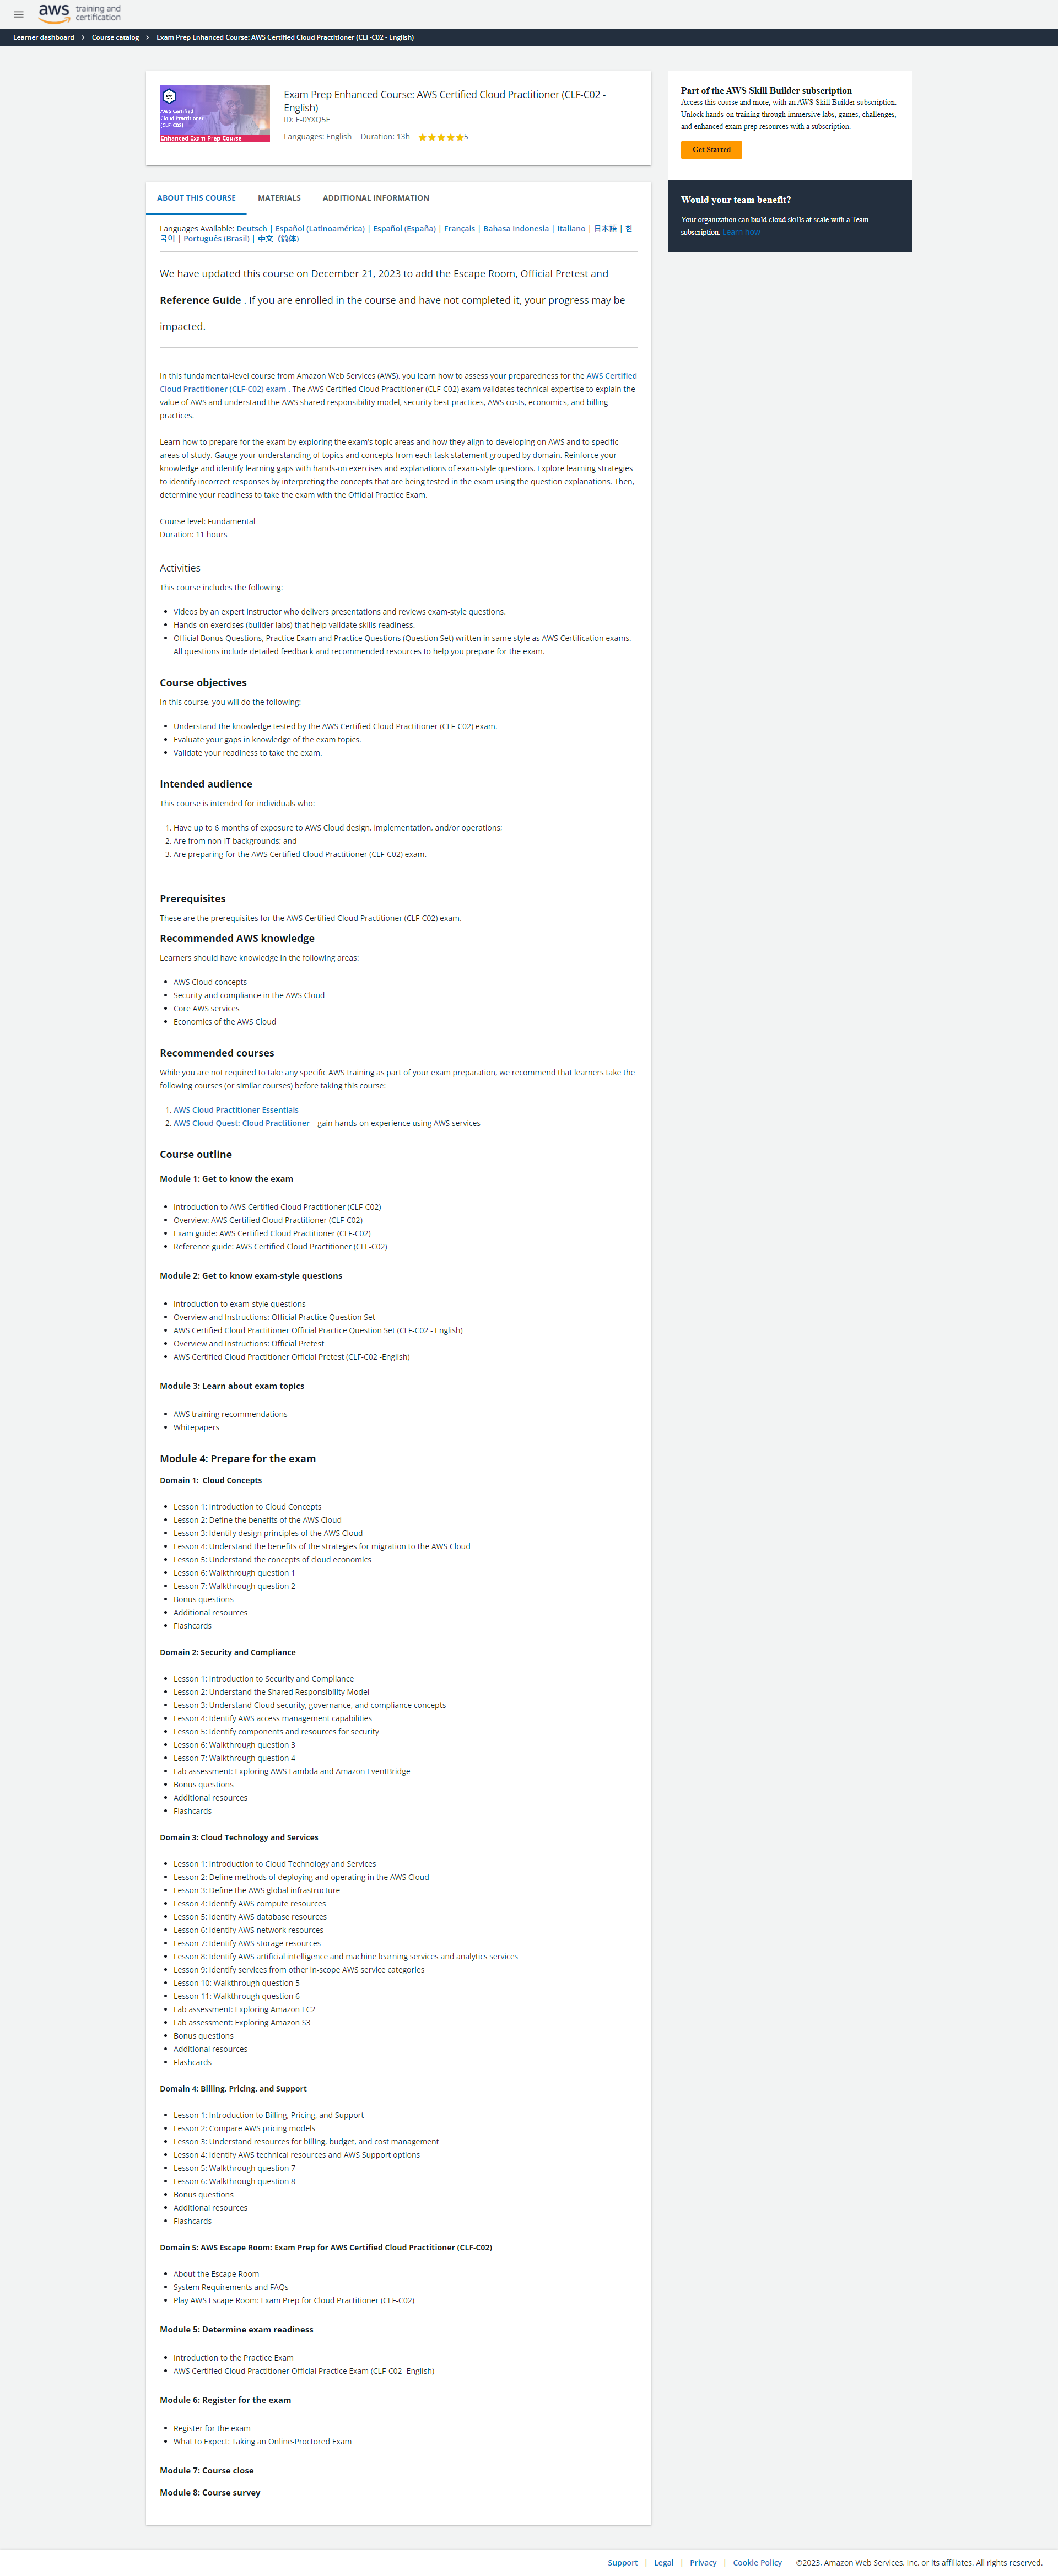 aws training and
certification
Learner dashboard > Course catalog > Exam Prep Enhanced Course: AWS Certified Cloud Practitioner (CLF-C02 - English)
AWS Certified
Cloud Practitioner
(CLF-C02)
Enhanced Exam Prep Course
Exam Prep Enhanced Course: AWS Certified Cloud Practitioner (CLF-C02 -
English)
ID: E-0YXQ5E
Languages: English - Duration: 13h - 5
Part of the AWS Skill Builder subscription
Access this course and more, with an AWS Skill Builder subscription.
Unlock hands-on training through immersive labs, games, challenges,
and enhanced exam prep resources with a subscription.
Get Started
Would your team benefit?
Your organization can build cloud skills at scale with a Team
subscription. Learn how
ABOUT THIS COURSE MATERIALS ADDITIONAL INFORMATION
Languages Available: Deutsch | Español (Latinoamérica) | Español (España) | Français | Bahasa Indonesia | Italiano | 日本語 | 한
국어 | Português (Brasil) | 中文（简体）
We have updated this course on December 21, 2023 to add the Escape Room, Official Pretest and
Reference Guide . If you are enrolled in the course and have not completed it, your progress may be
impacted.
In this fundamental-level course from Amazon Web Services (AWS), you learn how to assess your preparedness for the AWS Certified
Cloud Practitioner (CLF-C02) exam . The AWS Certified Cloud Practitioner (CLF-C02) exam validates technical expertise to explain the
value of AWS and understand the AWS shared responsibility model, security best practices, AWS costs, economics, and billing
practices.
Learn how to prepare for the exam by exploring the exam's topic areas and how they align to developing on AWS and to specific
areas of study. Gauge your understanding of topics and concepts from each task statement grouped by domain. Reinforce your
knowledge and identify learning gaps with hands-on exercises and explanations of exam-style questions. Explore learning strategies
to identify incorrect responses by interpreting the concepts that are being tested in the exam using the question explanations. Then,
determine your readiness to take the exam with the Official Practice Exam.
Course level: Fundamental
Duration: 11 hours
Activities
This course includes the following:
• Videos by an expert instructor who delivers presentations and reviews exam-style questions.
• Hands-on exercises (builder labs) that help validate skills readiness.
• Official Bonus Questions, Practice Exam and Practice Questions (Question Set) written in same style as AWS Certification exams.
All questions include detailed feedback and recommended resources to help you prepare for the exam.
Course objectives
In this course, you will do the following:
• Understand the knowledge tested by the AWS Certified Cloud Practitioner (CLF-C02) exam.
• Evaluate your gaps in knowledge of the exam topics.
• Validate your readiness to take the exam.
Intended audience
This course is intended for individuals who:
1. Have up to 6 months of exposure to AWS Cloud design, implementation, and/or operations;
2. Are from non-IT backgrounds; and
3. Are preparing for the AWS Certified Cloud Practitioner (CLF-C02) exam.
Prerequisites
These are the prerequisites for the AWS Certified Cloud Practitioner (CLF-C02) exam.
Recommended AWS knowledge
Learners should have knowledge in the following areas:
• AWS Cloud concepts
• Security and compliance in the AWS Cloud
• Core AWS services
• Economics of the AWS Cloud
Recommended courses
While you are not required to take any specific AWS training as part of your exam preparation, we recommend that learners take the
following courses (or similar courses) before taking this course:
1. AWS Cloud Practitioner Essentials
2. AWS Cloud Quest: Cloud Practitioner – gain hands-on experience using AWS services
Course outline
Module 1: Get to know the exam
• Introduction to AWS Certified Cloud Practitioner (CLF-C02)
• Overview: AWS Certified Cloud Practitioner (CLF-C02)
• Exam guide: AWS Certified Cloud Practitioner (CLF-C02)
• Reference guide: AWS Certified Cloud Practitioner (CLF-C02)
Module 2: Get to know exam-style questions
• Introduction to exam-style questions
• Overview and Instructions: Official Practice Question Set
• AWS Certified Cloud Practitioner Official Practice Question Set (CLF-C02 - English)
• Overview and Instructions: Official Pretest
• AWS Certified Cloud Practitioner Official Pretest (CLF-C02 -English)
Module 3: Learn about exam topics
• AWS training recommendations
• Whitepapers
Module 4: Prepare for the exam
Domain 1: Cloud Concepts
• Lesson 1: Introduction to Cloud Concepts
• Lesson 2: Define the benefits of the AWS Cloud
• Lesson 3: Identify design principles of the AWS Cloud
• Lesson 4: Understand the benefits of the strategies for migration to the AWS Cloud
• Lesson 5: Understand the concepts of cloud economics
• Lesson 6: Walkthrough question 1
• Lesson 7: Walkthrough question 2
• Bonus questions
• Additional resources
• Flashcards
Domain 2: Security and Compliance
• Lesson 1: Introduction to Security and Compliance
• Lesson 2: Understand the Shared Responsibility Model
• Lesson 3: Understand Cloud security, governance, and compliance concepts
• Lesson 4: Identify AWS access management capabilities
• Lesson 5: Identify components and resources for security
• Lesson 6: Walkthrough question 3
• Lesson 7: Walkthrough question 4
• Lab assessment: Exploring AWS Lambda and Amazon EventBridge
• Bonus questions
• Additional resources
• Flashcards
Domain 3: Cloud Technology and Services
• Lesson 1: Introduction to Cloud Technology and Services
• Lesson 2: Define methods of deploying and operating in the AWS Cloud
• Lesson 3: Define the AWS global infrastructure
• Lesson 4: Identify AWS compute resources
• Lesson 5: Identify AWS database resources
• Lesson 6: Identify AWS network resources
• Lesson 7: Identify AWS storage resources
• Lesson 8: Identify AWS artificial intelligence and machine learning services and analytics services
• Lesson 9: Identify services from other in-scope AWS service categories
• Lesson 10: Walkthrough question 5
• Lesson 11: Walkthrough question 6
• Lab assessment: Exploring Amazon EC2
• Lab assessment: Exploring Amazon S3
• Bonus questions
• Additional resources
• Flashcards
Domain 4: Billing, Pricing, and Support
• Lesson 1: Introduction to Billing, Pricing, and Support
• Lesson 2: Compare AWS pricing models
• Lesson 3: Understand resources for billing, budget, and cost management
• Lesson 4: Identify AWS technical resources and AWS Support options
• Lesson 5: Walkthrough question 7
• Lesson 6: Walkthrough question 8
• Bonus questions
• Additional resources
• Flashcards
Domain 5: AWS Escape Room: Exam Prep for AWS Certified Cloud Practitioner (CLF-C02)
• About the Escape Room
• System Requirements and FAQs
• Play AWS Escape Room: Exam Prep for Cloud Practitioner (CLF-C02)
Module 5: Determine exam readiness
• Introduction to the Practice Exam
• AWS Certified Cloud Practitioner Official Practice Exam (CLF-C02- English)
Module 6: Register for the exam
• Register for the exam
• What to Expect: Taking an Online-Proctored Exam
Module 7: Course close
Module 8: Course survey
Support | Legal | Privacy | Cookie Policy ©2023, Amazon Web Services, Inc. or its affiliates. All rights reserved.